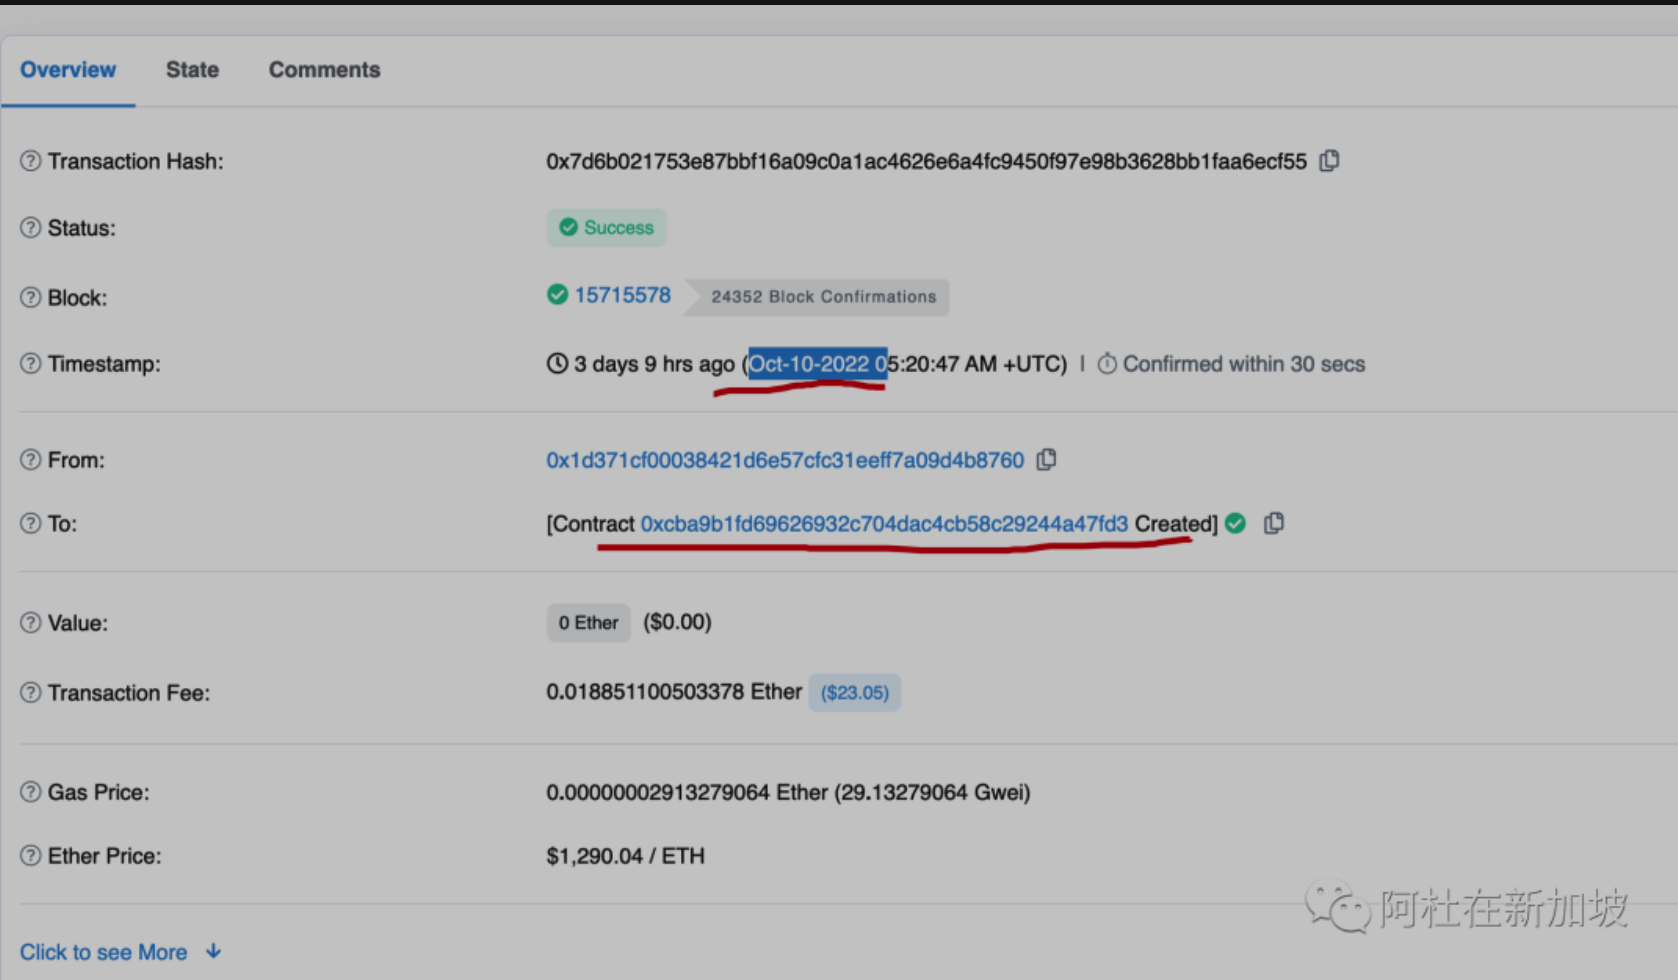 Overview State Comments
Transaction Hash: 0x7d6b021753e87bbf16a09c0a1ac4626e6a4fc9450f97e98b3628bb1faa6ecf55
Status: Success
Block: 15715578 24352 Block Confirmations
Timestamp: 3 days 9 hrs ago (Oct-10-2022 05:20:47 AM +UTC) | Confirmed within 30 secs
From: 0x1d371cf00038421d6e57cfc31eeff7a09d4b8760
To: [Contract 0xcba9b1fd69626932c704dac4cb58c29244a47fd3 Created]
Value: 0 Ether ($0.00)
Transaction Fee: 0.018851100503378 Ether ($23.05)
Gas Price: 0.00000002913279064 Ether (29.13279064 Gwei)
Ether Price: $1,290.04 / ETH
阿杜在新加坡
Click to see More